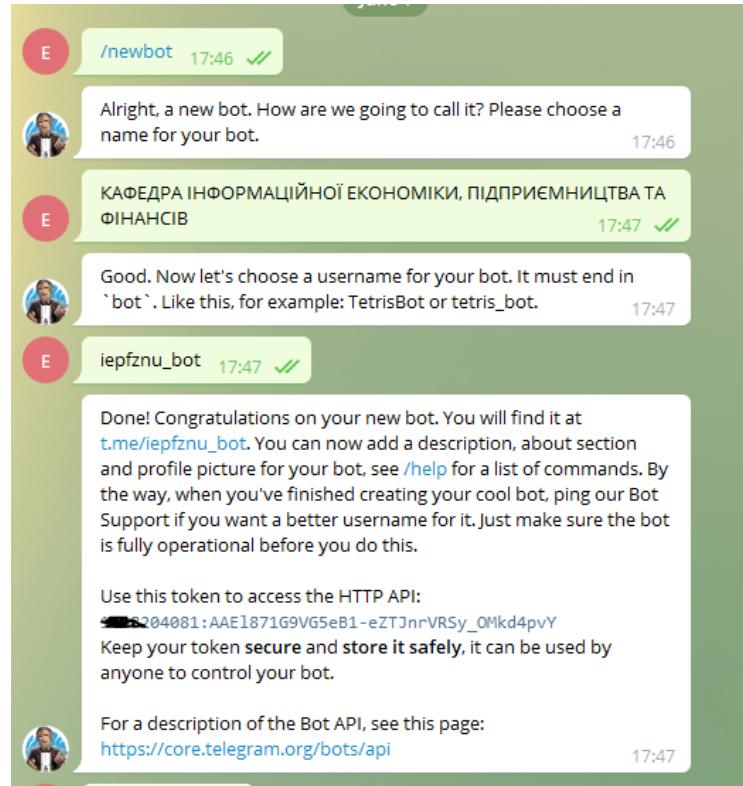 E
/newbot 17:46
Alright, a new bot. How are we going to call it? Please choose a
name for your bot. 17:46
КАФЕДРА ІНФОРМАЦІЙНОЇ ЕКОНОМІКИ, ПІДПРИЄМНИЦТВА ТА
ФІНАНСІВ
E
17:47
Good. Now let's choose a username for your bot. It must end in
`bot`. Like this, for example: TetrisBot or tetris_bot. 17:47
E
iepfznu_bot 17:47
Done! Congratulations on your new bot. You will find it at
t.me/iepfznu_bot. You can now add a description, about section
and profile picture for your bot, see /help for a list of commands. By
the way, when you've finished creating your cool bot, ping our Bot
Support if you want a better username for it. Just make sure the bot
is fully operational before you do this.
Use this token to access the HTTP API:
204081:AAEl871G9VG5eB1-eZTJnrVRSy_OMkd4pvY
Keep your token secure and store it safely, it can be used by
anyone to control your bot.
For a description of the Bot API, see this page:
https://core.telegram.org/bots/api 17:47